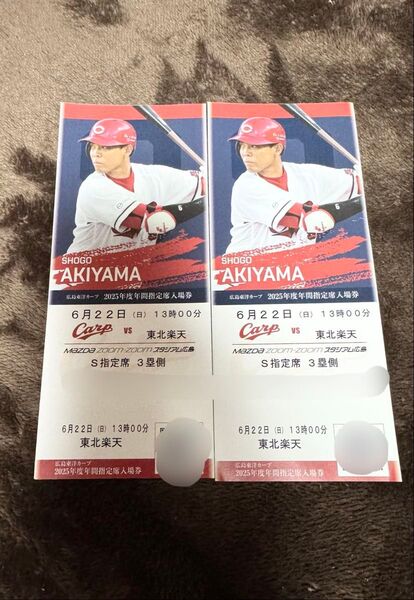 SHOGO
AKIYAMA
広島東洋カープ 2025年度年間指定席入場券
6月22日(日) 13時00分
Carp VS 東北楽天
MAZDA ZOOM-ZOOM スタジアム広島
S指定席 3塁側
6月22日(日) 13時00分
東北楽天
広島東洋カープ
2025年度年間指定席入場券
SHOGO
AKIYAMA
広島東洋カープ 2025年度年間指定席入場券
6月22日(日) 13時00分
Carp VS 東北楽天
MAZDA ZOOM-ZOOM スタジアム広島
S指定席 3塁側
6月22日(日) 13時00分
東北楽天
広島東洋カープ
2025年度年間指定席入場券